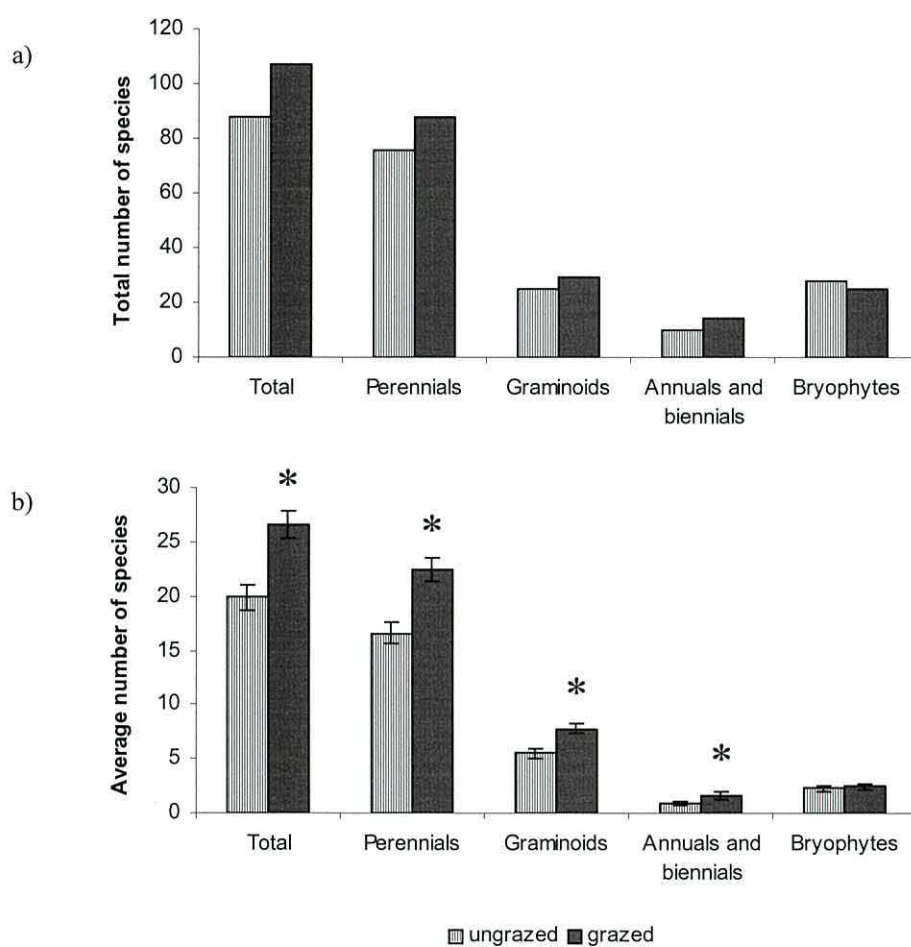 a)
Total number of species
120
100
80
60
40
20
0
Total Perennials Graminoids Annuals and biennials Bryophytes
b)
Average number of species
30
25
20
15
10
5
0
* * * *
Total Perennials Graminoids Annuals and biennials Bryophytes
ungrazed grazed